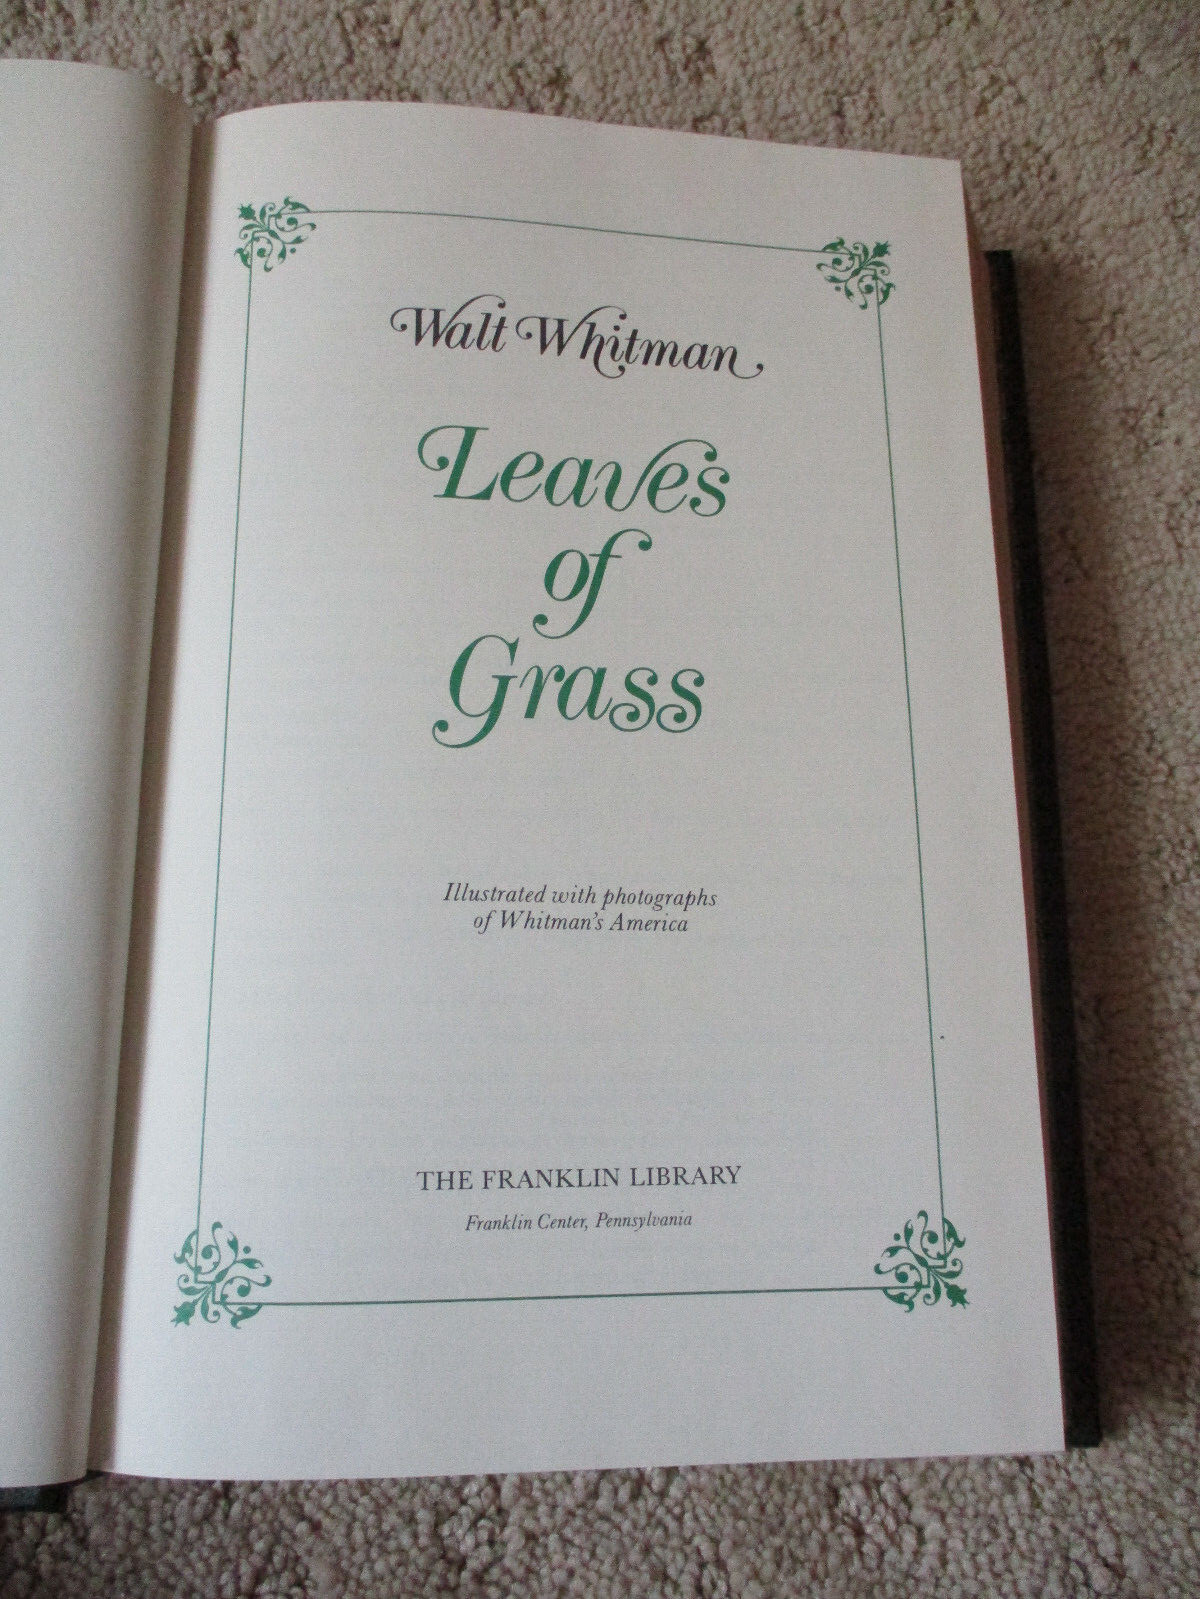 Walt Whitman
Leaves
of
Grass
Illustrated with photographs
of Whitman's America
THE FRANKLIN LIBRARY
Franklin Center, Pennsylvania